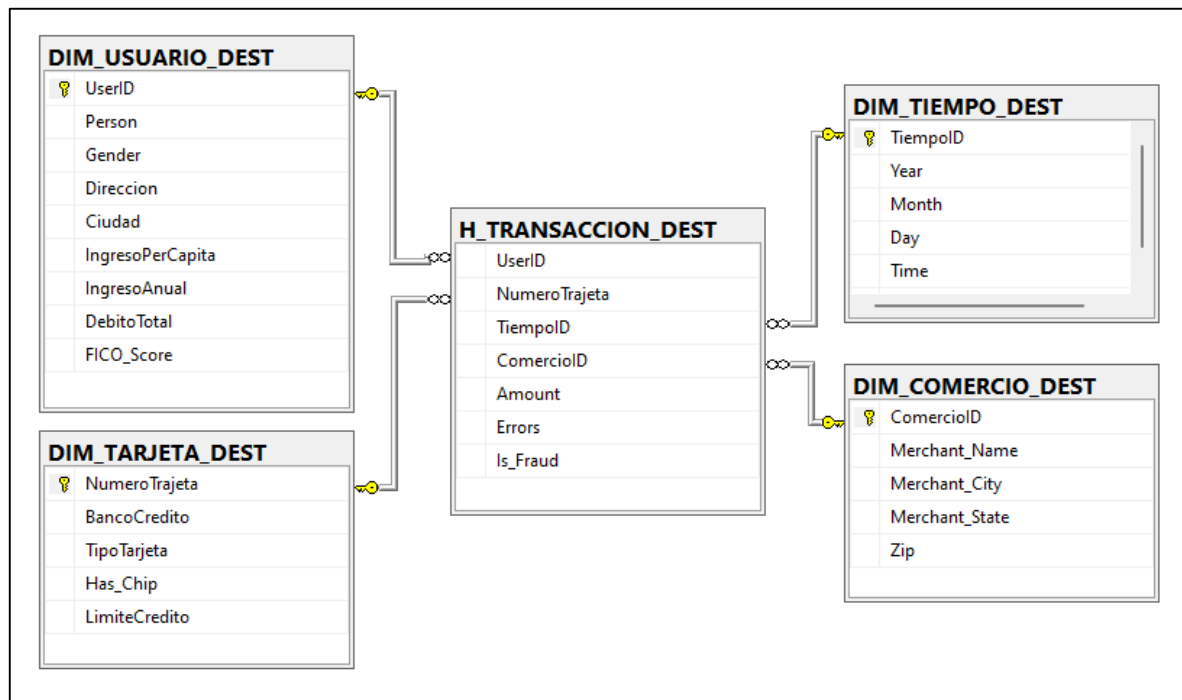 DIM_USUARIO_DEST
UserID
Person
Gender
Direccion
Ciudad
IngresoPerCapita
IngresoAnual
DebitoTotal
FICO_Score
DIM_TARJETA_DEST
NumeroTrajeta
BancoCredito
TipoTarjeta
Has_Chip
LimiteCredito
H_TRANSACCION_DEST
UserID
NumeroTrajeta
TiempoID
ComercioID
Amount
Errors
Is_Fraud
DIM_TIEMPO_DEST
TiempoID
Year
Month
Day
Time
DIM_COMERCIO_DEST
ComercioID
Merchant_Name
Merchant_City
Merchant_State
Zip